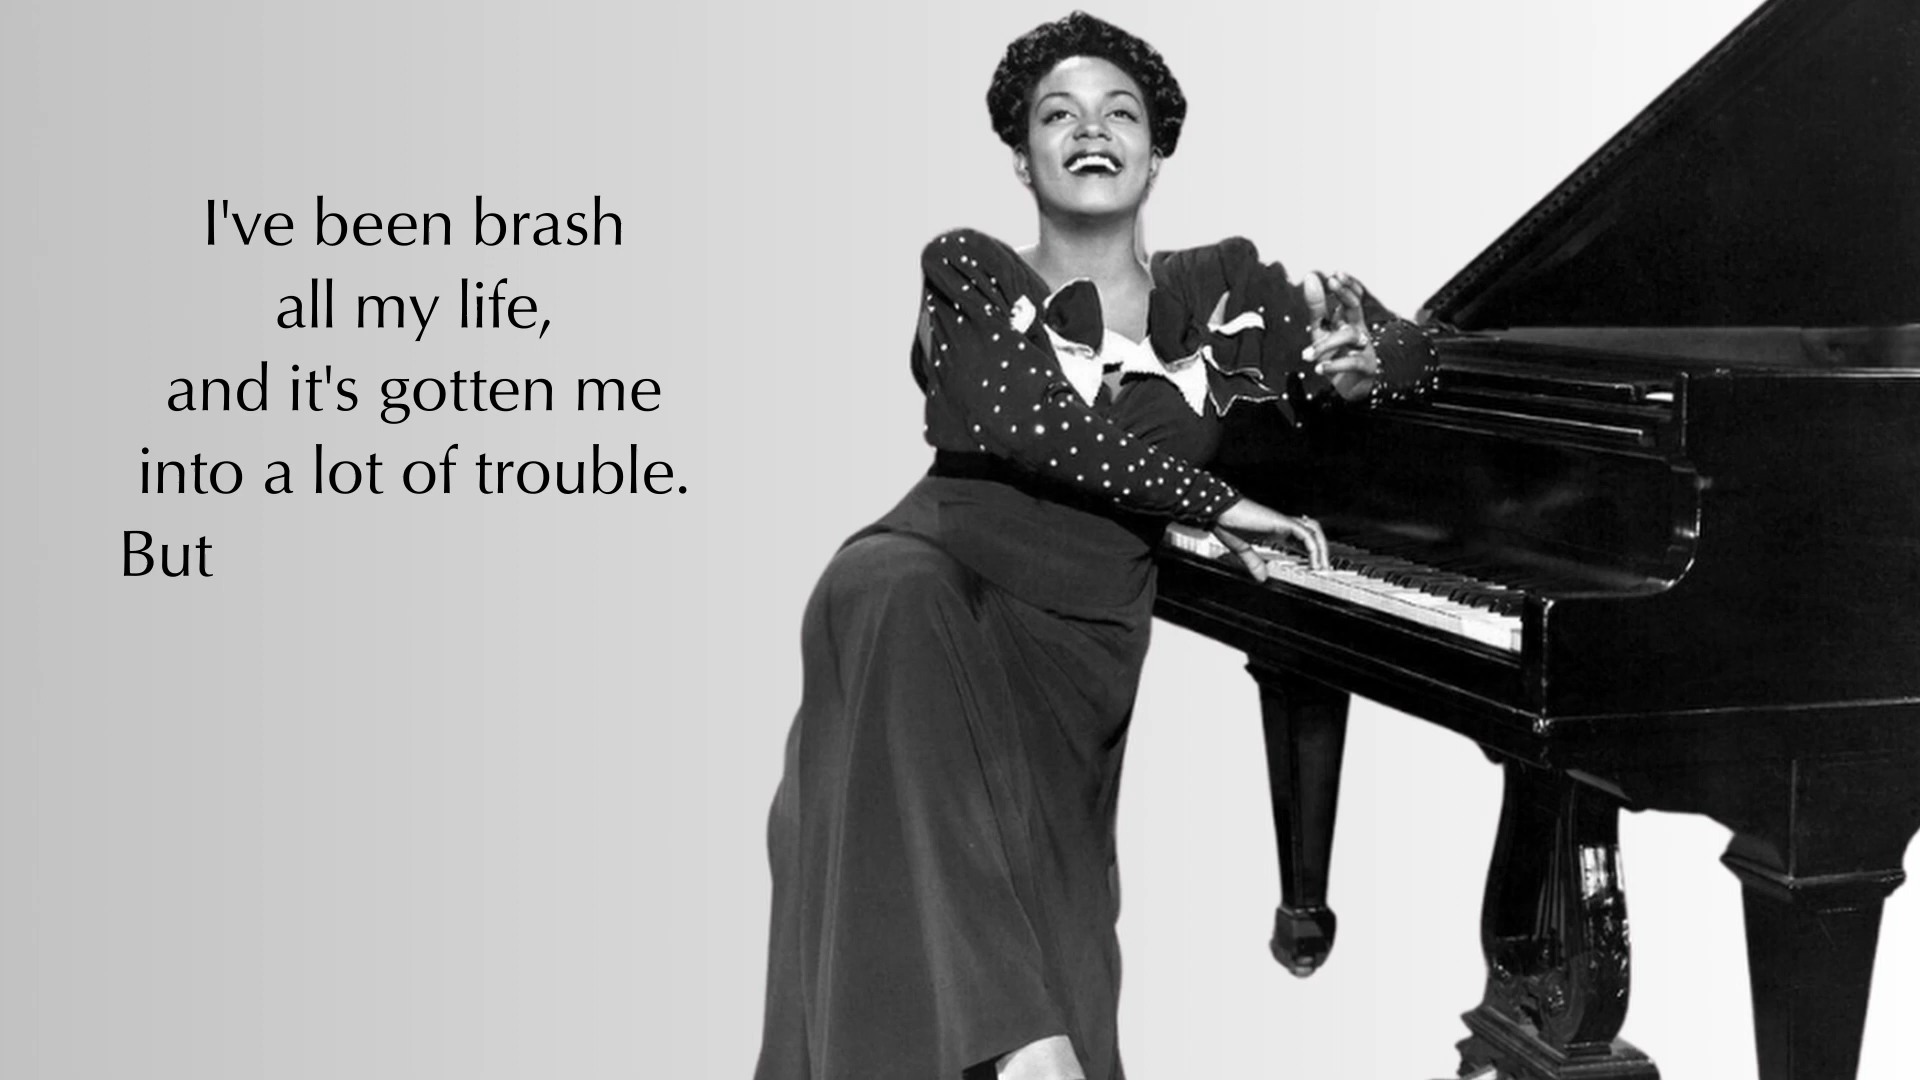 I've been brash
all my life,
and it's gotten me
into a lot of trouble.
But